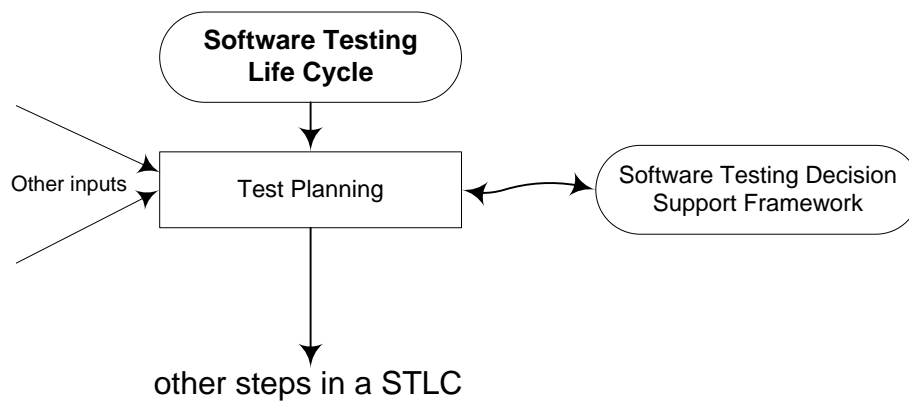 Software Testing
Life Cycle
Other inputs
Test Planning
Software Testing Decision
Support Framework
other steps in a STLC